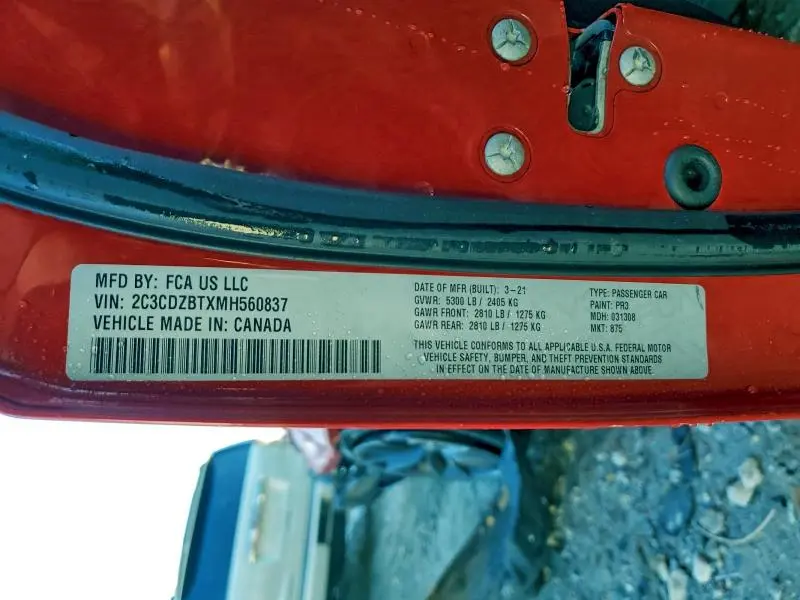 MFD BY: FCA US LLC
VIN: 2C3CDZBTXMH560837
VEHICLE MADE IN: CANADA
DATE OF MFR (BUILT): 3-21
GVWR: 5300 LB / 2405 KG
GAWR FRONT: 2810 LB / 1275 KG
GAWR REAR: 2810 LB / 1275 KG
TYPE: PASSENGER CAR
PAINT: PR3
MDH: 031308
MKT: 875
THIS VEHICLE CONFORMS TO ALL APPLICABLE U.S.A. FEDERAL MOTOR
VEHICLE SAFETY, BUMPER, AND THEFT PREVENTION STANDARDS
IN EFFECT ON THE DATE OF MANUFACTURE SHOWN ABOVE.